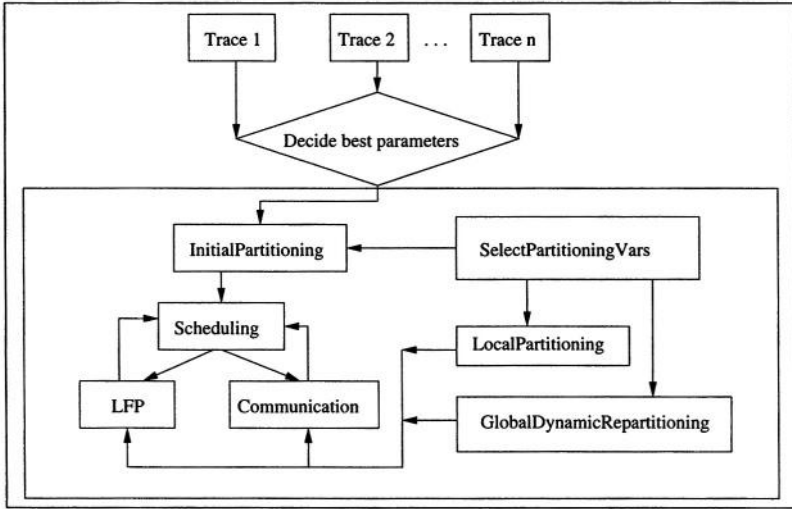 Trace 1
Trace 2
. . .
Trace n
Decide best parameters
InitialPartitioning
SelectPartitioningVars
Scheduling
LocalPartitioning
LFP
Communication
GlobalDynamicRepartitioning